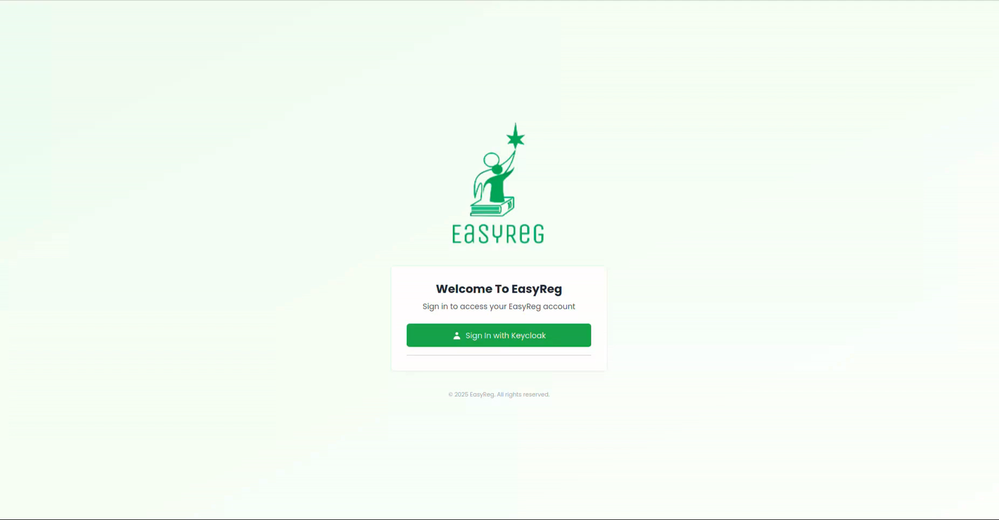 EasyReg
Welcome To EasyReg
Sign in to access your EasyReg account
Sign In with Keycloak
© 2025 EasyReg. All rights reserved.